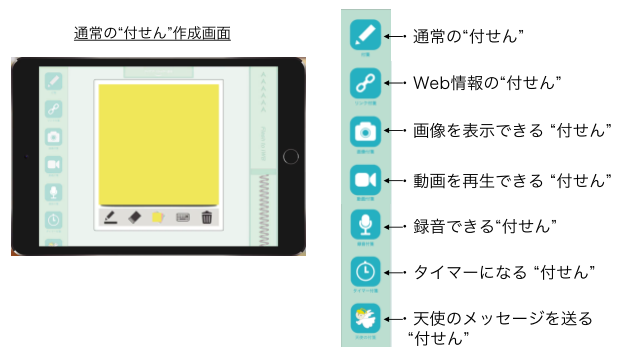 通常の“付せん”作成画面
通常の“付せん”
Web情報の“付せん”
画像を表示できる “付せん”
動画を再生できる “付せん”
録音できる“付せん”
タイマーになる “付せん”
天使のメッセージを送る
“付せん”